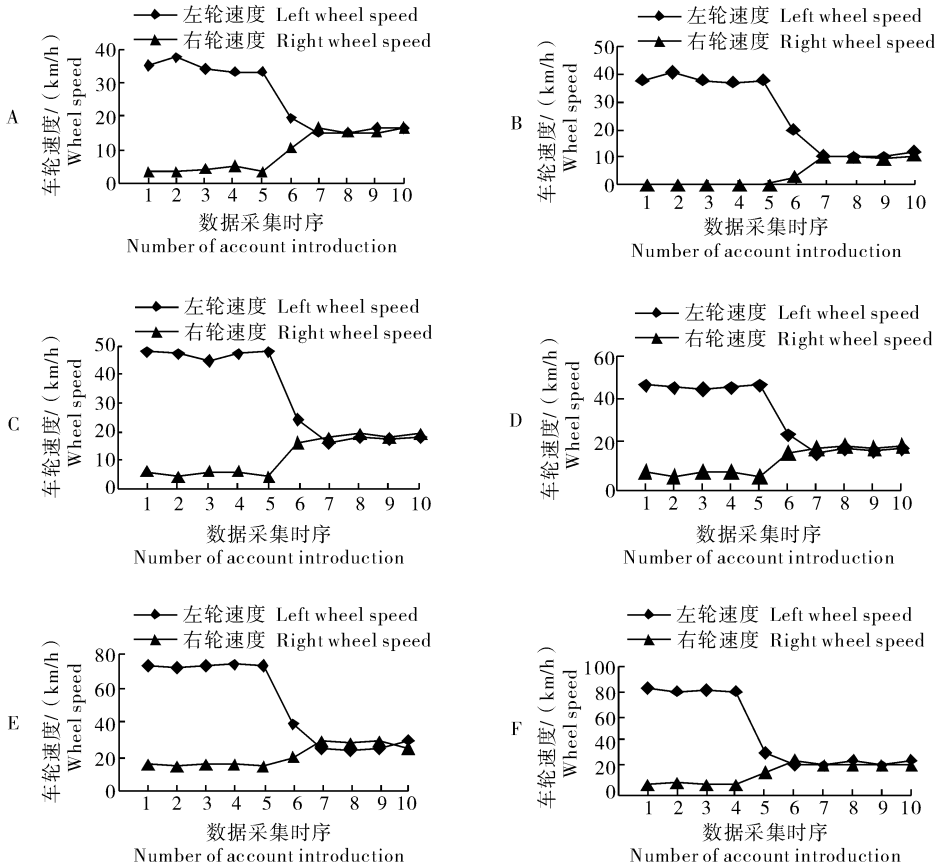 A
左轮速度 Left wheel speed
右轮速度 Right wheel speed
车轮速度/(km/h)
Wheel speed
40
30
20
10
0
1 2 3 4 5 6 7 8 9 10
数据采集时序
Number of account introduction
B
左轮速度 Left wheel speed
右轮速度 Right wheel speed
车轮速度/(km/h)
Wheel speed
50
40
30
20
10
0
1 2 3 4 5 6 7 8 9 10
数据采集时序
Number of account introduction
C
左轮速度 Left wheel speed
右轮速度 Right wheel speed
车轮速度/(km/h)
Wheel speed
50
40
30
20
10
0
1 2 3 4 5 6 7 8 9 10
数据采集时序
Number of account introduction
D
左轮速度 Left wheel speed
右轮速度 Right wheel speed
车轮速度/(km/h)
Wheel speed
60
40
20
0
1 2 3 4 5 6 7 8 9 10
数据采集时序
Number of account introduction
E
左轮速度 Left wheel speed
右轮速度 Right wheel speed
车轮速度/(km/h)
Wheel speed
80
60
40
20
0
1 2 3 4 5 6 7 8 9 10
数据采集时序
Number of account introduction
F
左轮速度 Left wheel speed
右轮速度 Right wheel speed
车轮速度/(km/h)
Wheel speed
100
80
60
40
20
0
1 2 3 4 5 6 7 8 9 10
数据采集时序
Number of account introduction